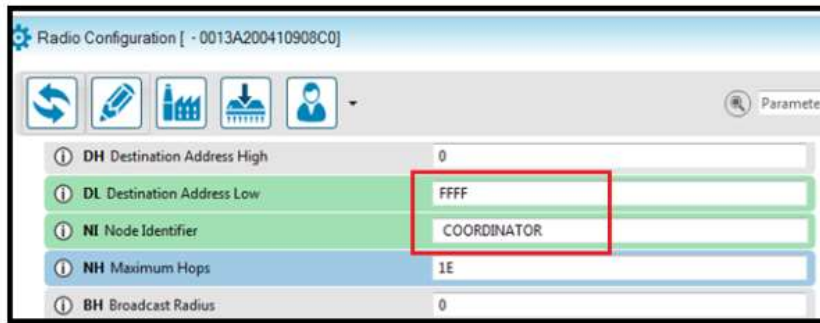 Radio Configuration [ - 0013A200410908C0]
Paramete
DH Destination Address High 0
DL Destination Address Low FFFF
NI Node Identifier COORDINATOR
NH Maximum Hops 1E
BH Broadcast Radius 0